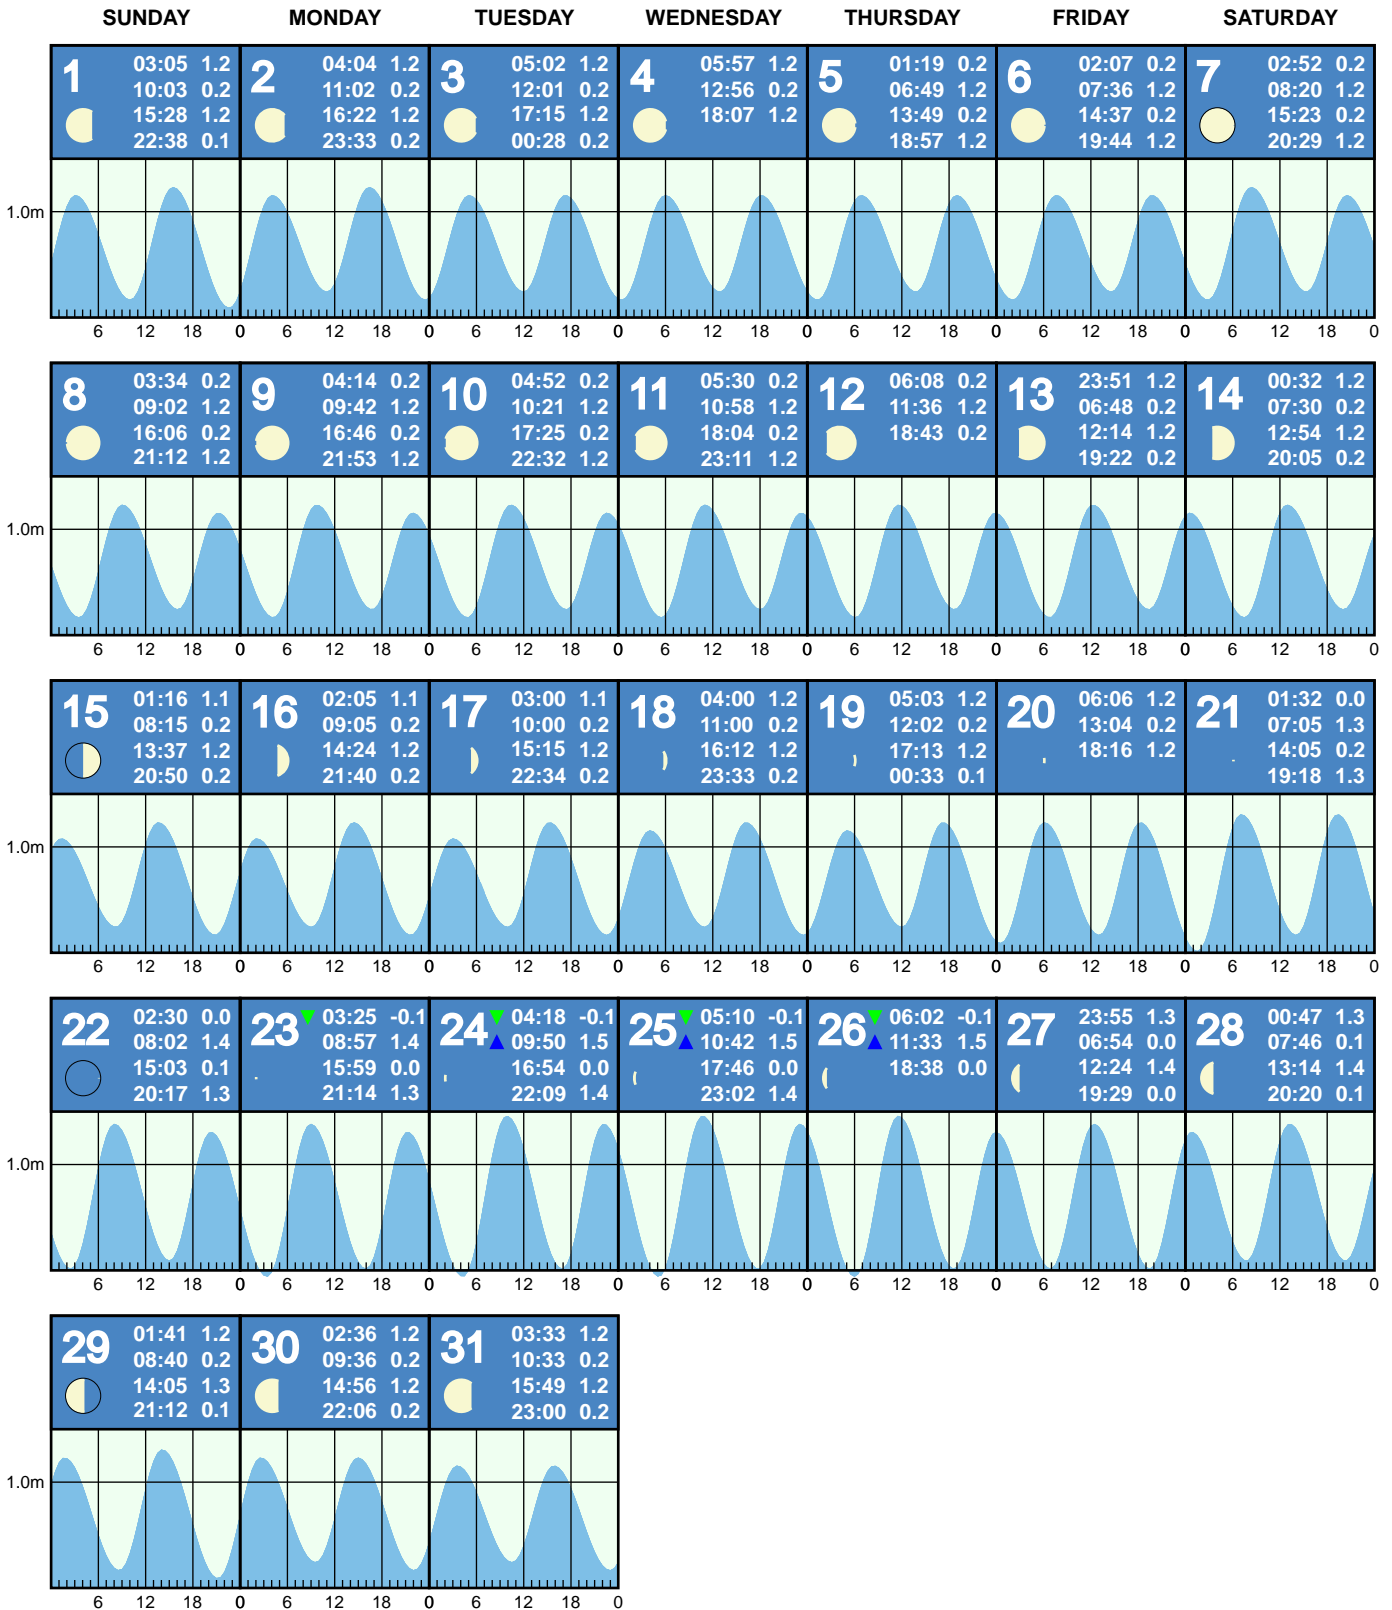 SUNDAY MONDAY TUESDAY WEDNESDAY THURSDAY FRIDAY SATURDAY
1 03:05 1.2
10:03 0.2
15:28 1.2
22:38 0.1
2 04:04 1.2
11:02 0.2
16:22 1.2
23:33 0.2
3 05:02 1.2
12:01 0.2
17:15 1.2
00:28 0.2
4 05:57 1.2
12:56 0.2
18:07 1.2
5 01:19 0.2
06:49 1.2
13:49 0.2
18:57 1.2
6 02:07 0.2
07:36 1.2
14:37 0.2
19:44 1.2
7 02:52 0.2
08:20 1.2
15:23 0.2
20:29 1.2
1.0m
6 12 18 0 6 12 18 0 6 12 18 0 6 12 18 0 6 12 18 0 6 12 18 0 6 12 18 0
8 03:34 0.2
09:02 1.2
16:06 0.2
21:12 1.2
9 04:14 0.2
09:42 1.2
16:46 0.2
21:53 1.2
10 04:52 0.2
10:21 1.2
17:25 0.2
22:32 1.2
11 05:30 0.2
10:58 1.2
18:04 0.2
23:11 1.2
12 06:08 0.2
11:36 1.2
18:43 0.2
13 23:51 1.2
06:48 0.2
12:14 1.2
19:22 0.2
14 00:32 1.2
07:30 0.2
12:54 1.2
20:05 0.2
1.0m
6 12 18 0 6 12 18 0 6 12 18 0 6 12 18 0 6 12 18 0 6 12 18 0 6 12 18 0
15 01:16 1.1
08:15 0.2
13:37 1.2
20:50 0.2
16 02:05 1.1
09:05 0.2
14:24 1.2
21:40 0.2
17 03:00 1.1
10:00 0.2
15:15 1.2
22:34 0.2
18 04:00 1.2
11:00 0.2
16:12 1.2
23:33 0.2
19 05:03 1.2
12:02 0.2
17:13 1.2
00:33 0.1
20 06:06 1.2
13:04 0.2
18:16 1.2
21 01:32 0.0
07:05 1.3
14:05 0.2
19:18 1.3
1.0m
6 12 18 0 6 12 18 0 6 12 18 0 6 12 18 0 6 12 18 0 6 12 18 0 6 12 18 0
22 02:30 0.0
08:02 1.4
15:03 0.1
20:17 1.3
23 03:25 -0.1
08:57 1.4
15:59 0.0
21:14 1.3
24 04:18 -0.1
09:50 1.5
16:54 0.0
22:09 1.4
25 05:10 -0.1
10:42 1.5
17:46 0.0
23:02 1.4
26 06:02 -0.1
11:33 1.5
18:38 0.0
27 23:55 1.3
06:54 0.0
12:24 1.4
19:29 0.0
28 00:47 1.3
07:46 0.1
13:14 1.4
20:20 0.1
1.0m
6 12 18 0 6 12 18 0 6 12 18 0 6 12 18 0 6 12 18 0 6 12 18 0 6 12 18 0
29 01:41 1.2
08:40 0.2
14:05 1.3
21:12 0.1
30 02:36 1.2
09:36 0.2
14:56 1.2
22:06 0.2
31 03:33 1.2
10:33 0.2
15:49 1.2
23:00 0.2
1.0m
6 12 18 0 6 12 18 0 6 12 18 0